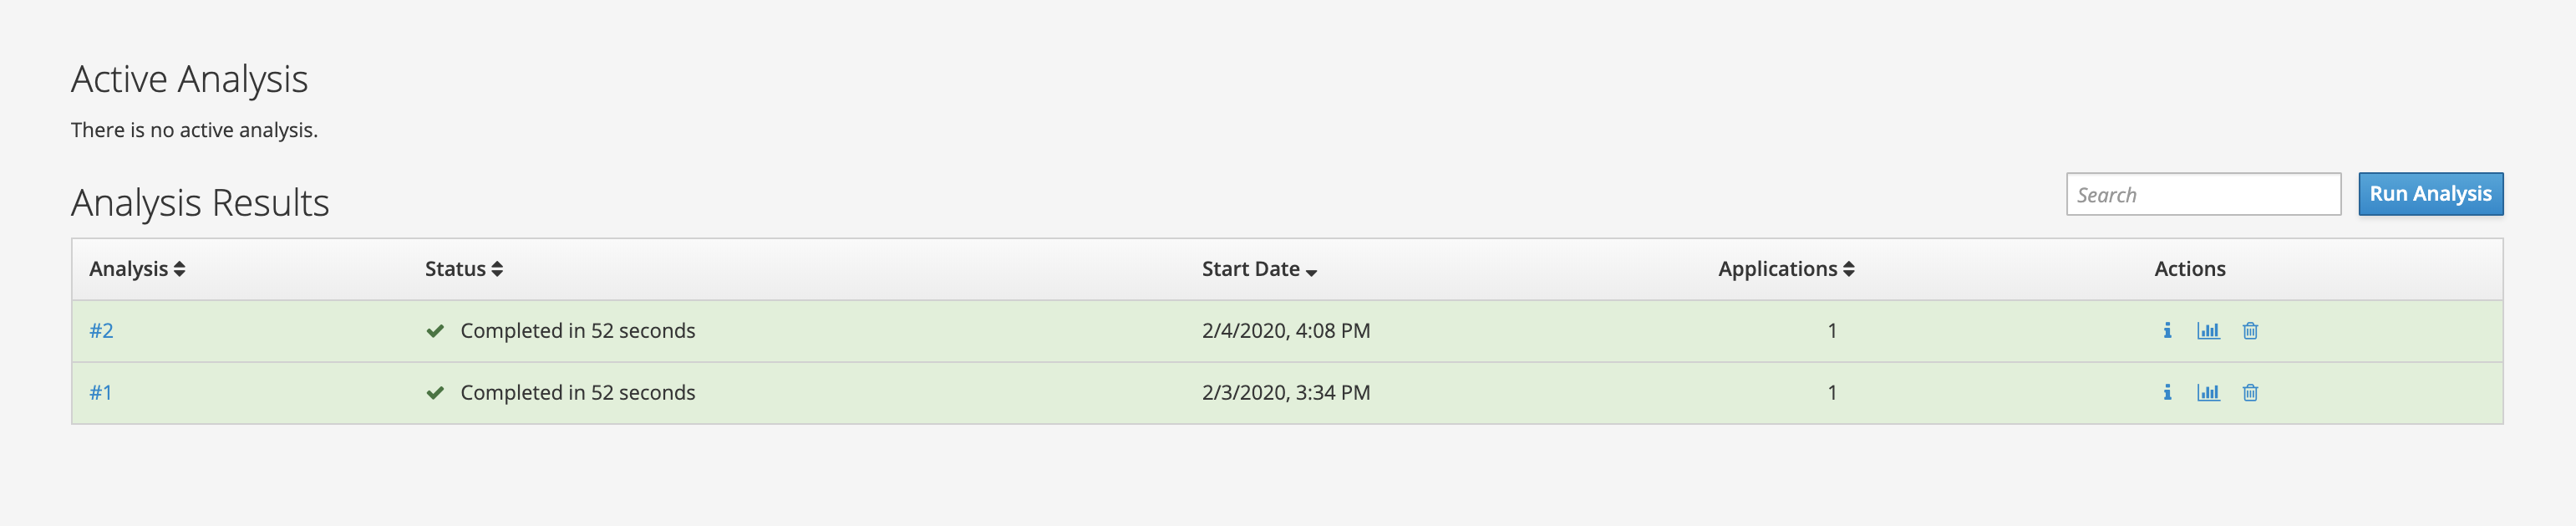 Active Analysis
There is no active analysis.
Analysis Results
Search
Run Analysis
Analysis Status Start Date Applications Actions
#2 Completed in 52 seconds 2/4/2020, 4:08 PM 1
#1 Completed in 52 seconds 2/3/2020, 3:34 PM 1